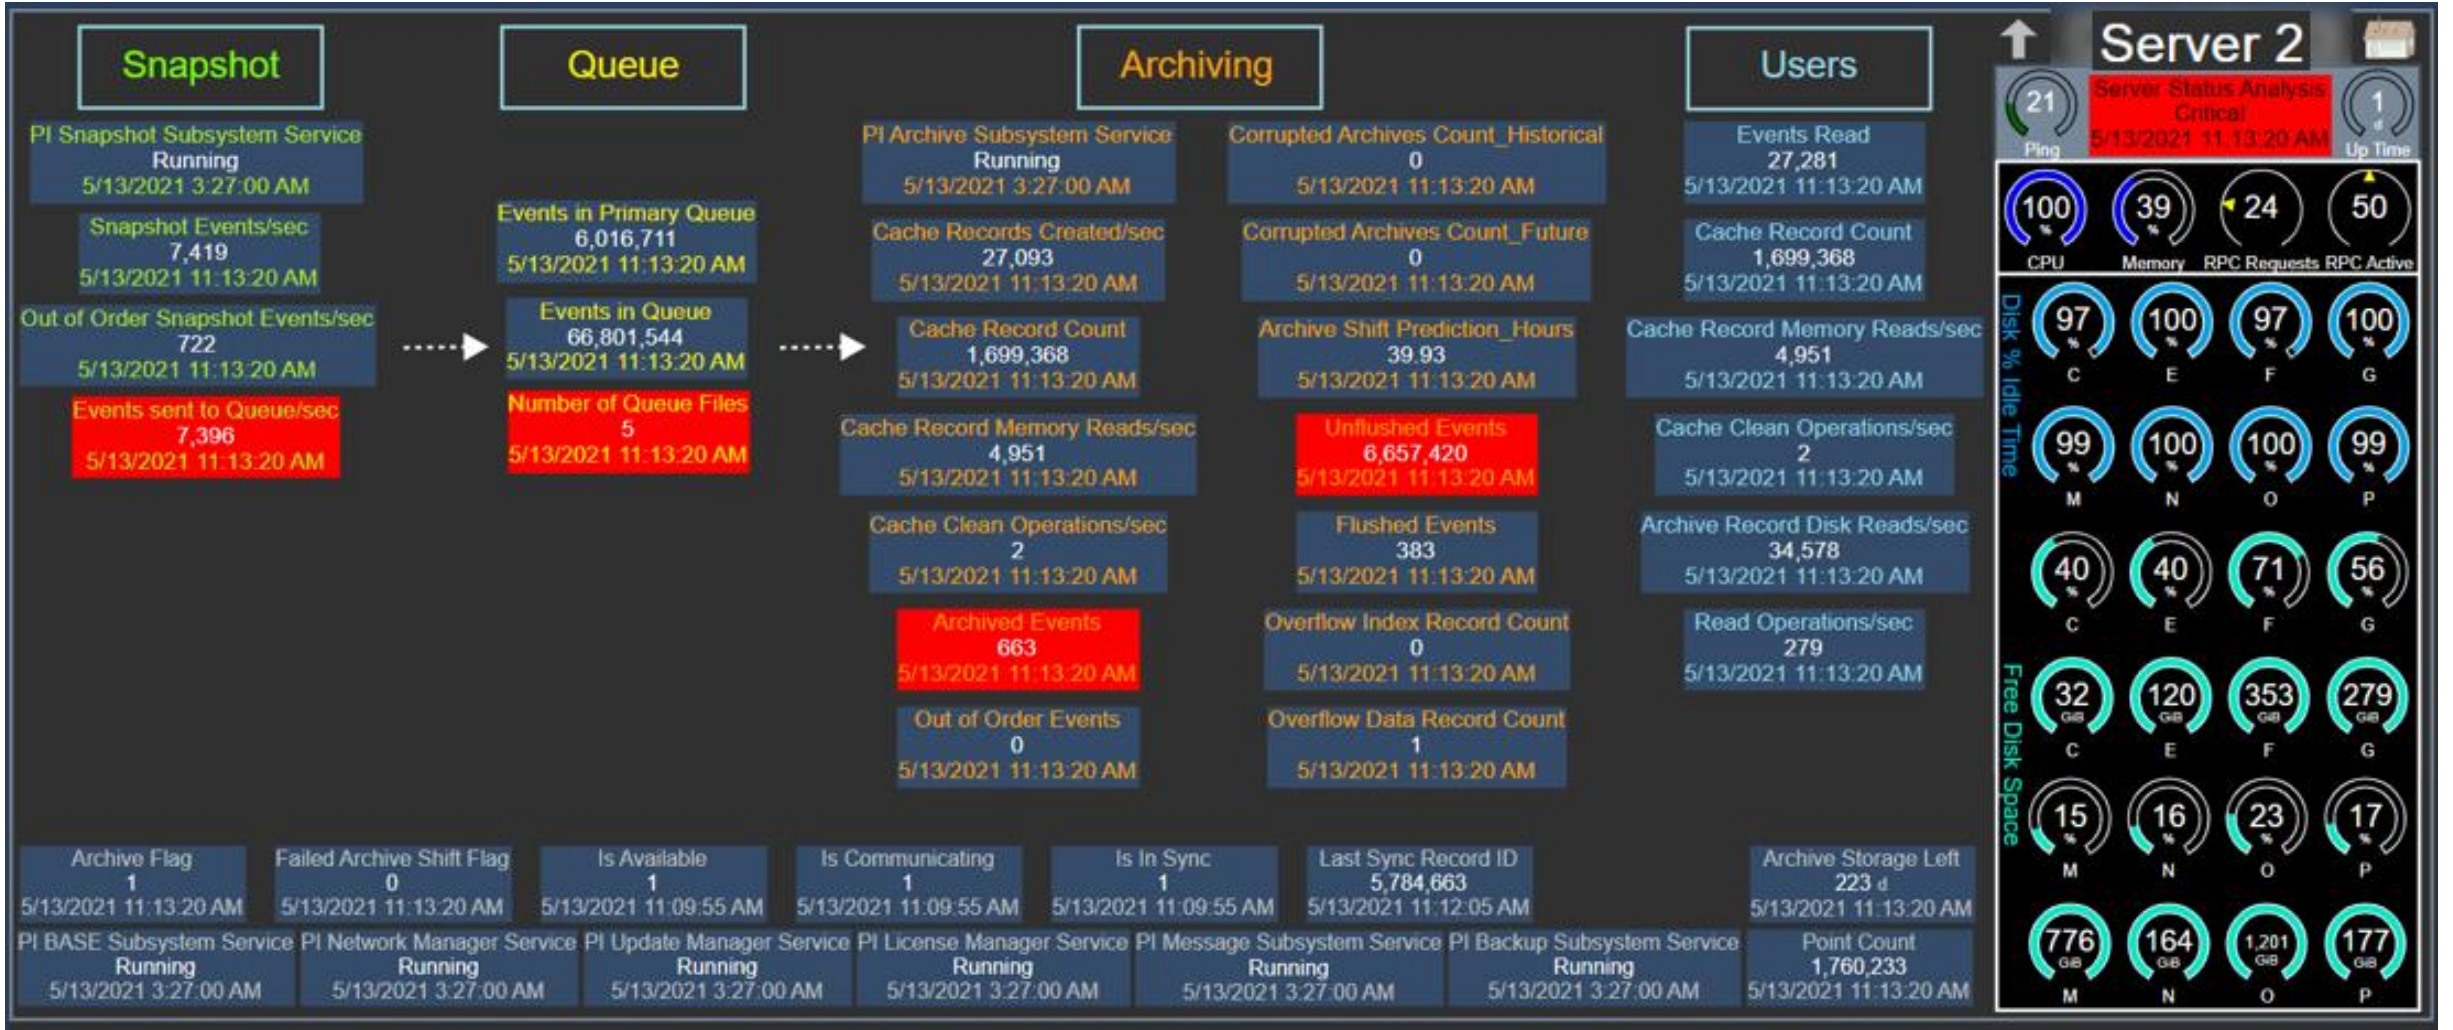 Snapshot
PI Snapshot Subsystem Service
Running
5/13/2021 3:27:00 AM
Snapshot Events/sec
7,419
5/13/2021 11:13:20 AM
Out of Order Snapshot Events/sec
722
5/13/2021 11:13:20 AM
Events sent to Queue/sec
7,396
5/13/2021 11:13:20 AM
Queue
Events in Primary Queue
6,016,711
5/13/2021 11:13:20 AM
Events in Queue
66,801,544
5/13/2021 11:13:20 AM
Number of Queue Files
5
5/13/2021 11:13:20 AM
Archiving
PI Archive Subsystem Service
Running
5/13/2021 3:27:00 AM
Cache Records Created/sec
27,093
5/13/2021 11:13:20 AM
Cache Record Count
1,699,368
5/13/2021 11:13:20 AM
Cache Record Memory Reads/sec
4,951
5/13/2021 11:13:20 AM
Cache Clean Operations/sec
2
5/13/2021 11:13:20 AM
Archived Events
663
5/13/2021 11:13:20 AM
Out of Order Events
0
5/13/2021 11:13:20 AM
Corrupted Archives Count_Historical
0
5/13/2021 11:13:20 AM
Corrupted Archives Count_Future
0
5/13/2021 11:13:20 AM
Archive Shift Prediction_Hours
39.93
5/13/2021 11:13:20 AM
Unflushed Events
6,657,420
5/13/2021 11:13:20 AM
Flushed Events
383
5/13/2021 11:13:20 AM
Overflow Index Record Count
0
5/13/2021 11:13:20 AM
Overflow Data Record Count
1
5/13/2021 11:13:20 AM
Users
Events Read
27,281
5/13/2021 11:13:20 AM
Cache Record Count
1,699,368
5/13/2021 11:13:20 AM
Cache Record Memory Reads/sec
4,951
5/13/2021 11:13:20 AM
Cache Clean Operations/sec
2
5/13/2021 11:13:20 AM
Archive Record Disk Reads/sec
34,578
5/13/2021 11:13:20 AM
Read Operations/sec
279
5/13/2021 11:13:20 AM
Archive Flag
1
5/13/2021 11:13:20 AM
Failed Archive Shift Flag
0
5/13/2021 11:13:20 AM
Is Available
1
5/13/2021 11:09:55 AM
Is Communicating
1
5/13/2021 11:09:55 AM
Is In Sync
1
5/13/2021 11:09:55 AM
Last Sync Record ID
5,784,663
5/13/2021 11:12:05 AM
Archive Storage Left
223 d
5/13/2021 11:13:20 AM
PI BASE Subsystem Service
Running
5/13/2021 3:27:00 AM
PI Network Manager Service
Running
5/13/2021 3:27:00 AM
PI Update Manager Service
Running
5/13/2021 3:27:00 AM
PI License Manager Service
Running
5/13/2021 3:27:00 AM
PI Message Subsystem Service
Running
5/13/2021 3:27:00 AM
PI Backup Subsystem Service
Running
5/13/2021 3:27:00 AM
Point Count
1,760,233
5/13/2021 11:13:20 AM
Server 2
21
Ping
Server Status Analysis
Critical
5/13/2021 11:13:20 AM
1
d
Up Time
100 % CPU
39 % Memory
24 RPC Requests
50 RPC Active
Disk % Idle Time
97 % C
100 % E
97 % F
100 % G
99 % M
100 % N
100 % O
99 % P
Free Disk Space
40 % C
40 % E
71 % F
56 % G
32 GiB C
120 GiB E
353 GiB F
279 GiB G
15 % M
16 % N
23 % O
17 % P
776 GiB M
164 GiB N
1,201 GiB O
177 GiB P